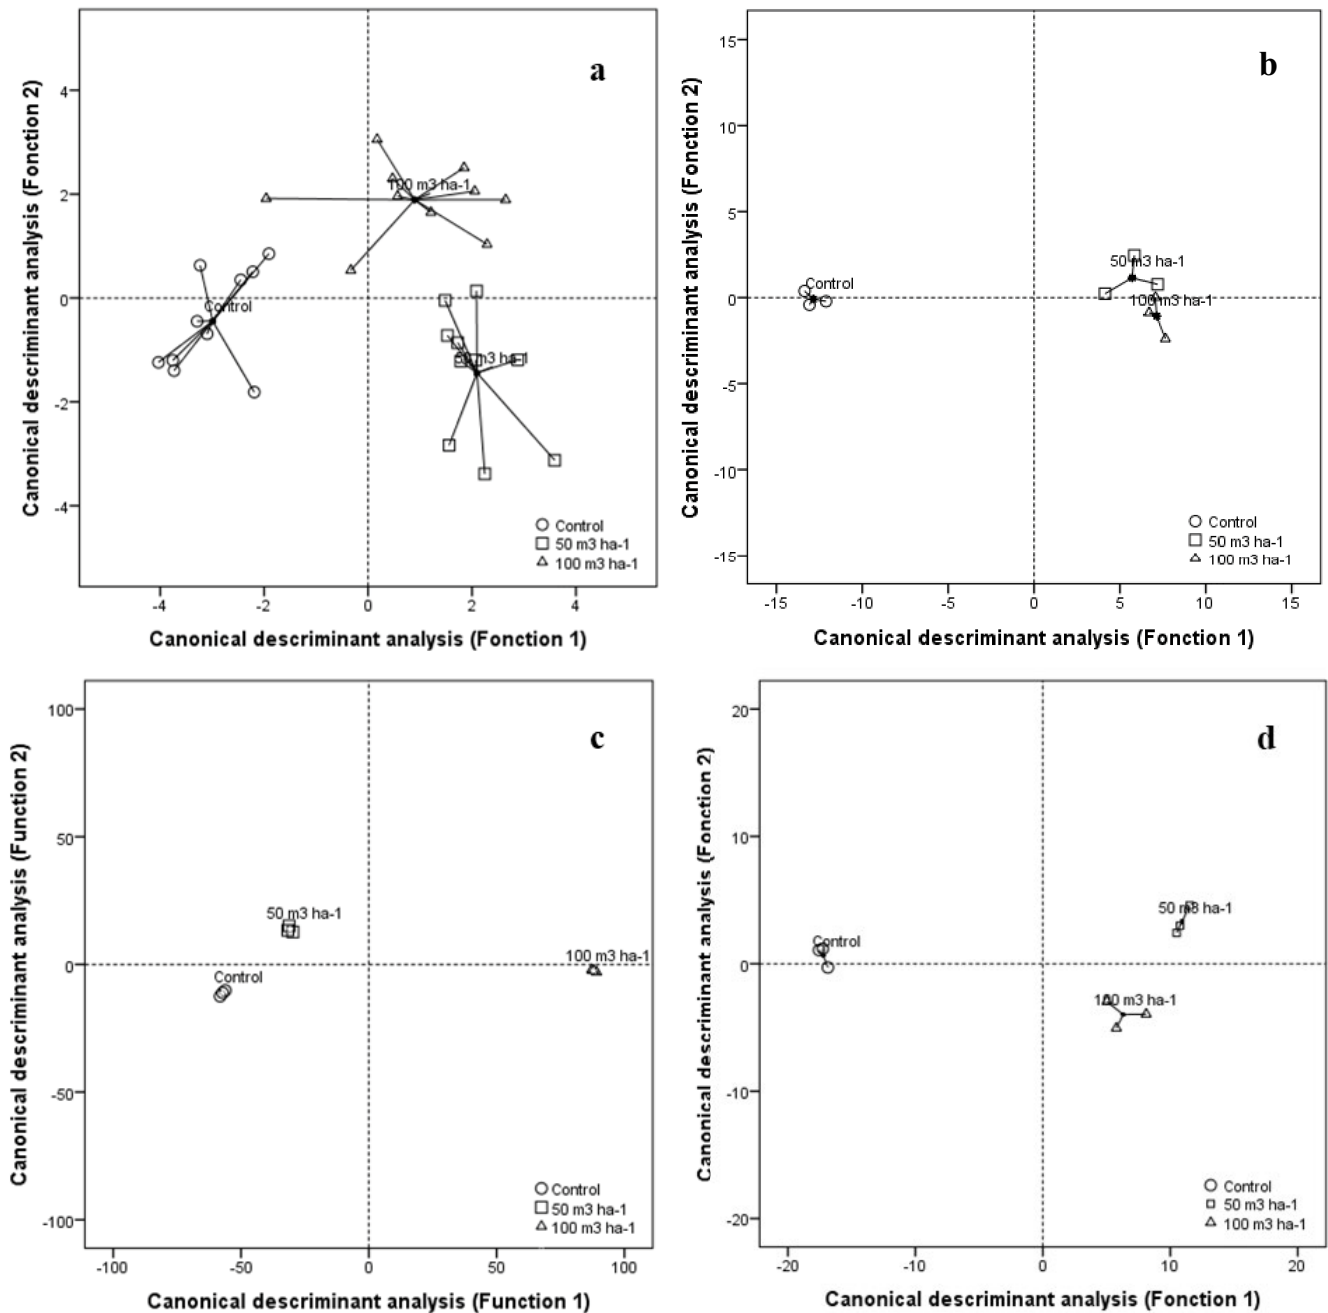 a
Canonical descriminant analysis (Fonction 2)
4
2
0
-2
-4
100 m3 ha-1
Control
50 m3 ha-1
Control
50 m3 ha-1
100 m3 ha-1
-4 -2 0 2 4
Canonical descriminant analysis (Fonction 1)
b
Canonical descriminant analysis (Fonction 2)
15
10
5
0
-5
-10
-15
50 m3 ha-1
Control
100 m3 ha-1
Control
50 m3 ha-1
100 m3 ha-1
-15 -10 -5 0 5 10 15
Canonical descriminant analysis (Fonction 1)
c
Canonical descriminant analysis (Function 2)
100
50
0
-50
-100
50 m3 ha-1
100 m3 ha-1
Control
Control
50 m3 ha-1
100 m3 ha-1
-100 -50 0 50 100
Canonical descriminant analysis (Function 1)
d
Canonical descriminant analysis (Fonction 2)
20
10
0
-10
-20
50 m3 ha-1
Control
100 m3 ha-1
Control
50 m3 ha-1
100 m3 ha-1
-20 -10 0 10 20
Canonical descriminant analysis (Fonction 1)